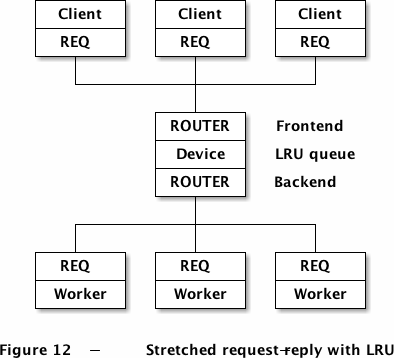 Client Client Client
REQ REQ REQ
ROUTER Frontend
Device LRU queue
ROUTER Backend
REQ REQ REQ
Worker Worker Worker
Figure 12 — Stretched request-reply with LRU